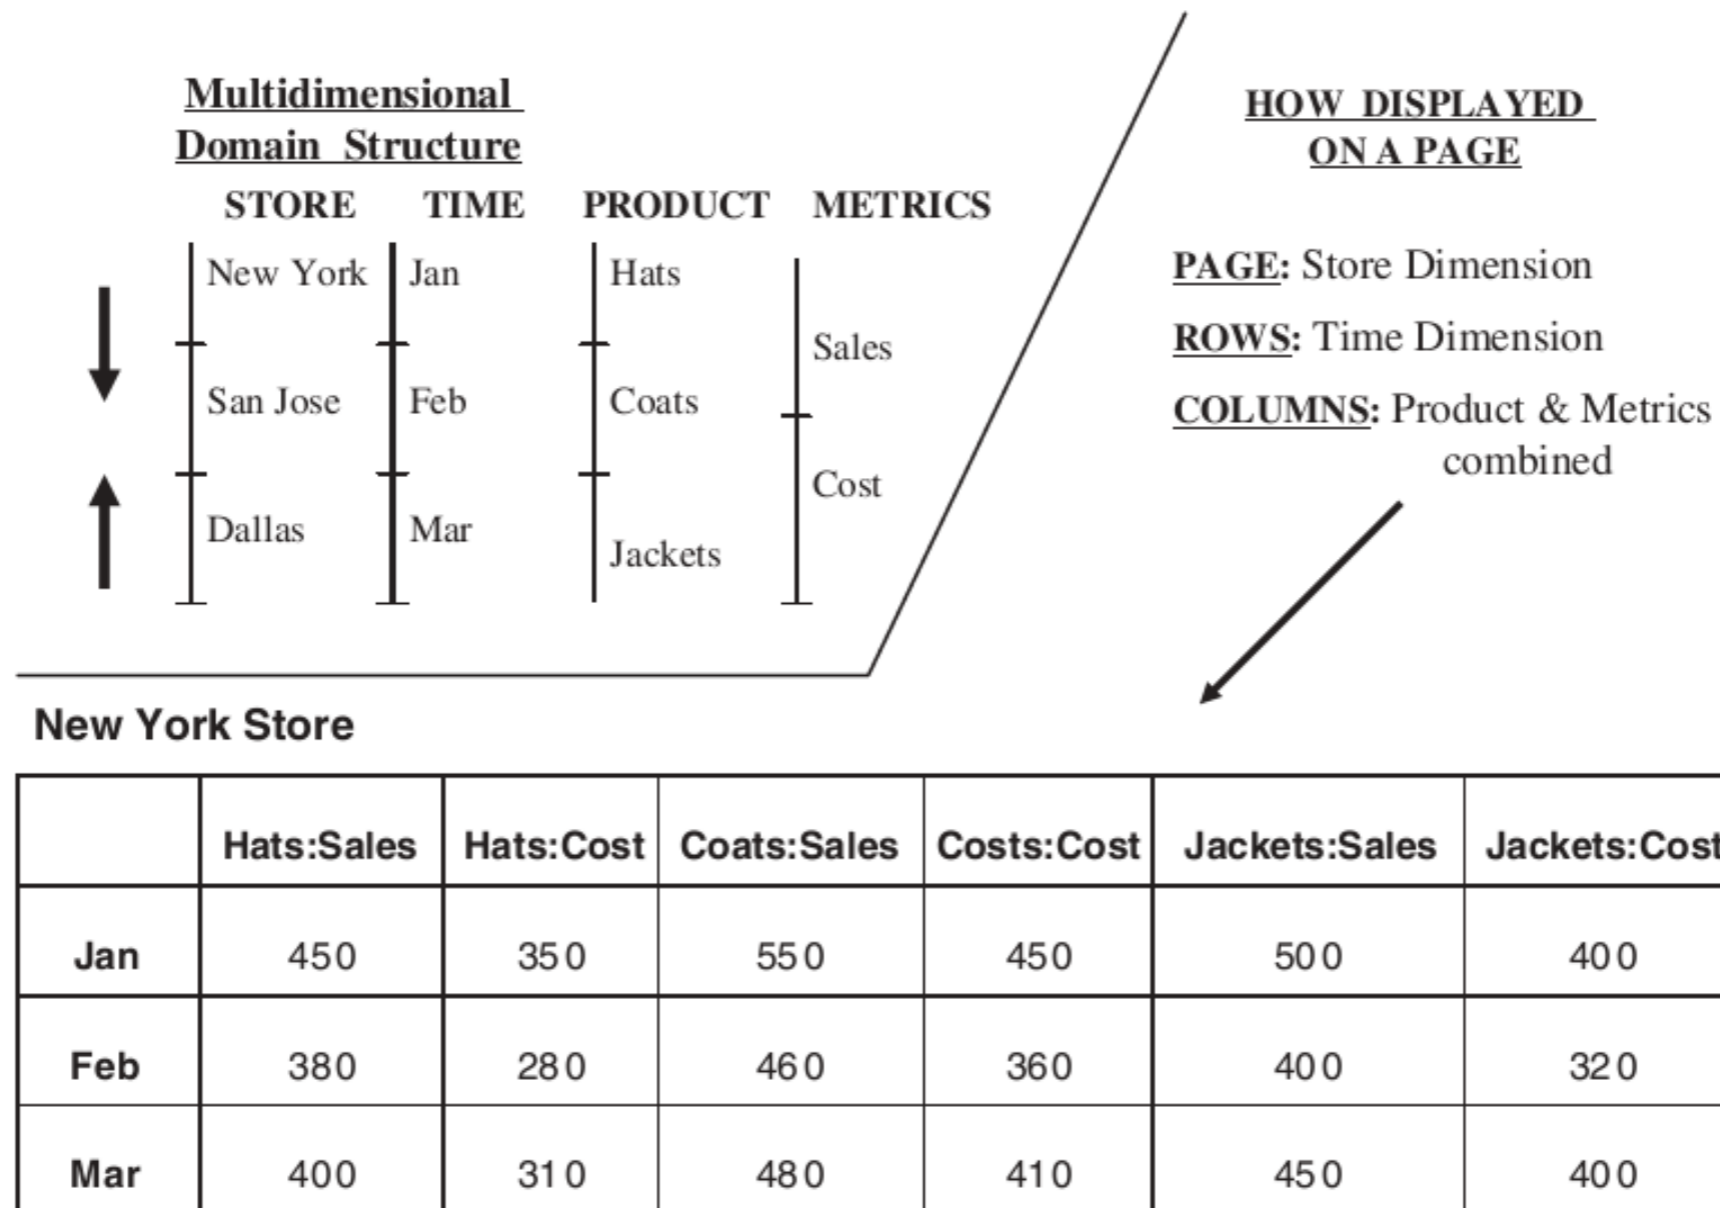 Multidimensional
Domain Structure
STORE TIME PRODUCT METRICS
New York Jan Hats
Sales
San Jose Feb Coats
Cost
Dallas Mar
Jackets
HOW DISPLAYED
ON A PAGE
PAGE: Store Dimension
ROWS: Time Dimension
COLUMNS: Product & Metrics
combined
New York Store
Hats:Sales Hats:Cost Coats:Sales Costs:Cost Jackets:Sales Jackets:Cost
Jan 450 350 550 450 500 400
Feb 380 280 460 360 400 320
Mar 400 310 480 410 450 400